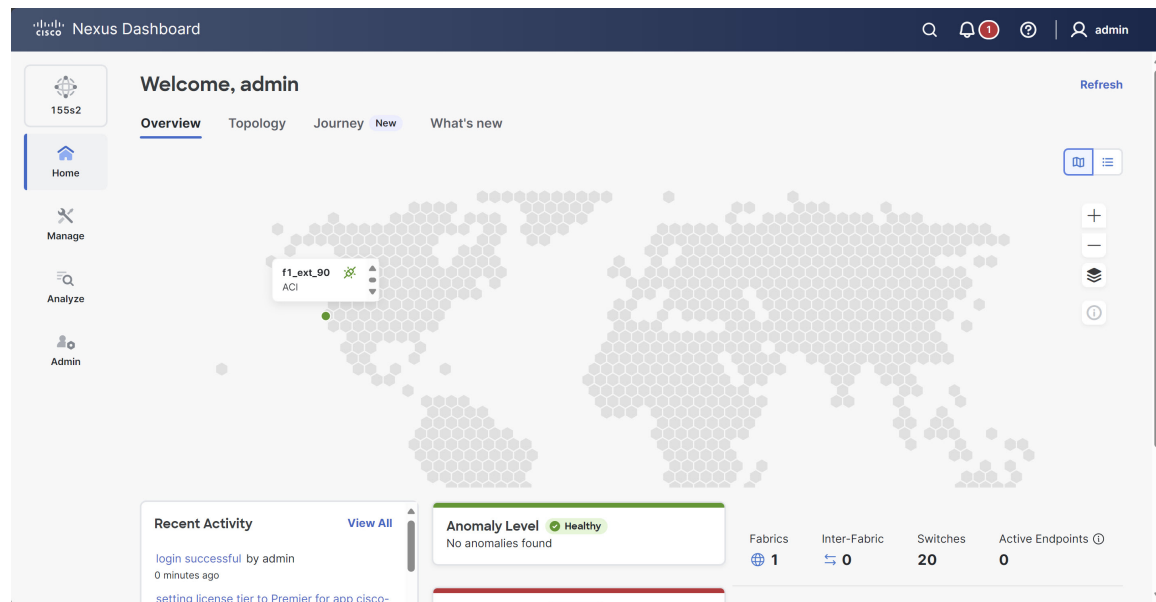 cisco Nexus Dashboard
1
admin
155s2
Home
Manage
Analyze
Admin
Welcome, admin
Refresh
Overview Topology Journey New What's new
f1_ext_90
ACI
Recent Activity View All
login successful by admin
0 minutes ago
setting license tier to Premier for app cisco-
Anomaly Level Healthy
No anomalies found
Fabrics Inter-Fabric Switches Active Endpoints
1 0 20 0